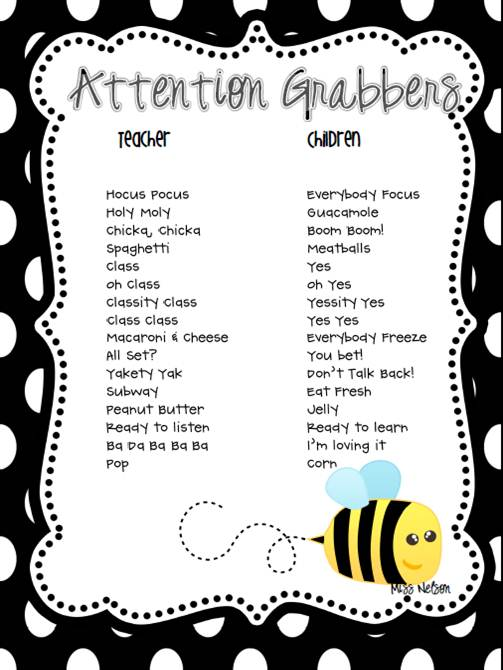 Attention Grabbers
Teacher Children
Hocus Pocus Everybody Focus
Holy Moly Guacamole
Chicka, Chicka Boom Boom!
Spaghetti Meatballs
Class Yes
Oh Class Oh Yes
Classity Class Yessity Yes
Class Class Yes Yes
Macaroni & Cheese Everybody Freeze
All Set? You bet!
Yakety Yak Don't Talk Back!
Subway Eat Fresh
Peanut Butter Jelly
Ready to listen Ready to learn
Ba Da Ba Ba Ba I'm loving it
Pop Corn
Miss Nelson